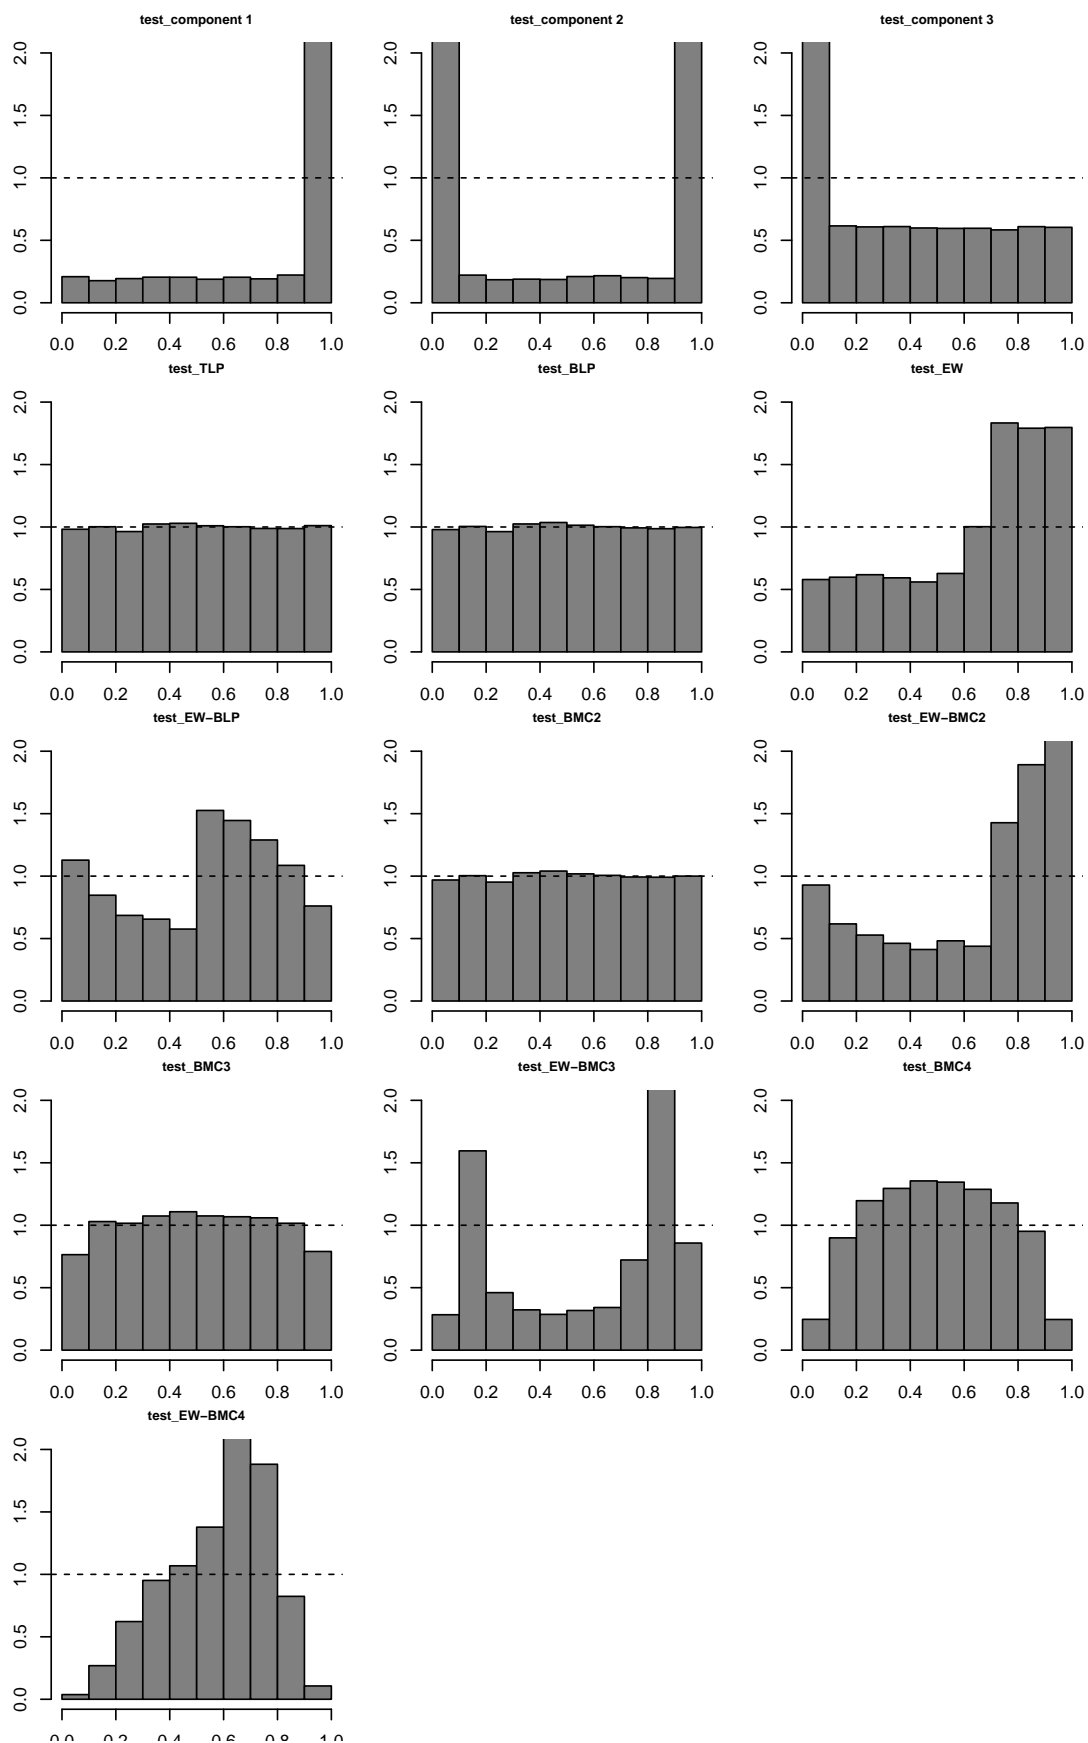 test_component 1 test_component 2 test_component 3
0.0 0.5 1.0 1.5 2.0 0.0 0.5 1.0 1.5 2.0 0.0 0.5 1.0 1.5 2.0
0.0 0.2 0.4 0.6 0.8 1.0 0.0 0.2 0.4 0.6 0.8 1.0 0.0 0.2 0.4 0.6 0.8 1.0
test_TLP test_BLP test_EW
0.0 0.5 1.0 1.5 2.0 0.0 0.5 1.0 1.5 2.0 0.0 0.5 1.0 1.5 2.0
0.0 0.2 0.4 0.6 0.8 1.0 0.0 0.2 0.4 0.6 0.8 1.0 0.0 0.2 0.4 0.6 0.8 1.0
test_EW−BLP test_BMC2 test_EW−BMC2
0.0 0.5 1.0 1.5 2.0 0.0 0.5 1.0 1.5 2.0 0.0 0.5 1.0 1.5 2.0
0.0 0.2 0.4 0.6 0.8 1.0 0.0 0.2 0.4 0.6 0.8 1.0 0.0 0.2 0.4 0.6 0.8 1.0
test_BMC3 test_EW−BMC3 test_BMC4
0.0 0.5 1.0 1.5 2.0 0.0 0.5 1.0 1.5 2.0 0.0 0.5 1.0 1.5 2.0
0.0 0.2 0.4 0.6 0.8 1.0 0.0 0.2 0.4 0.6 0.8 1.0 0.0 0.2 0.4 0.6 0.8 1.0
test_EW−BMC4
0.0 0.5 1.0 1.5 2.0
0.0 0.2 0.4 0.6 0.8 1.0